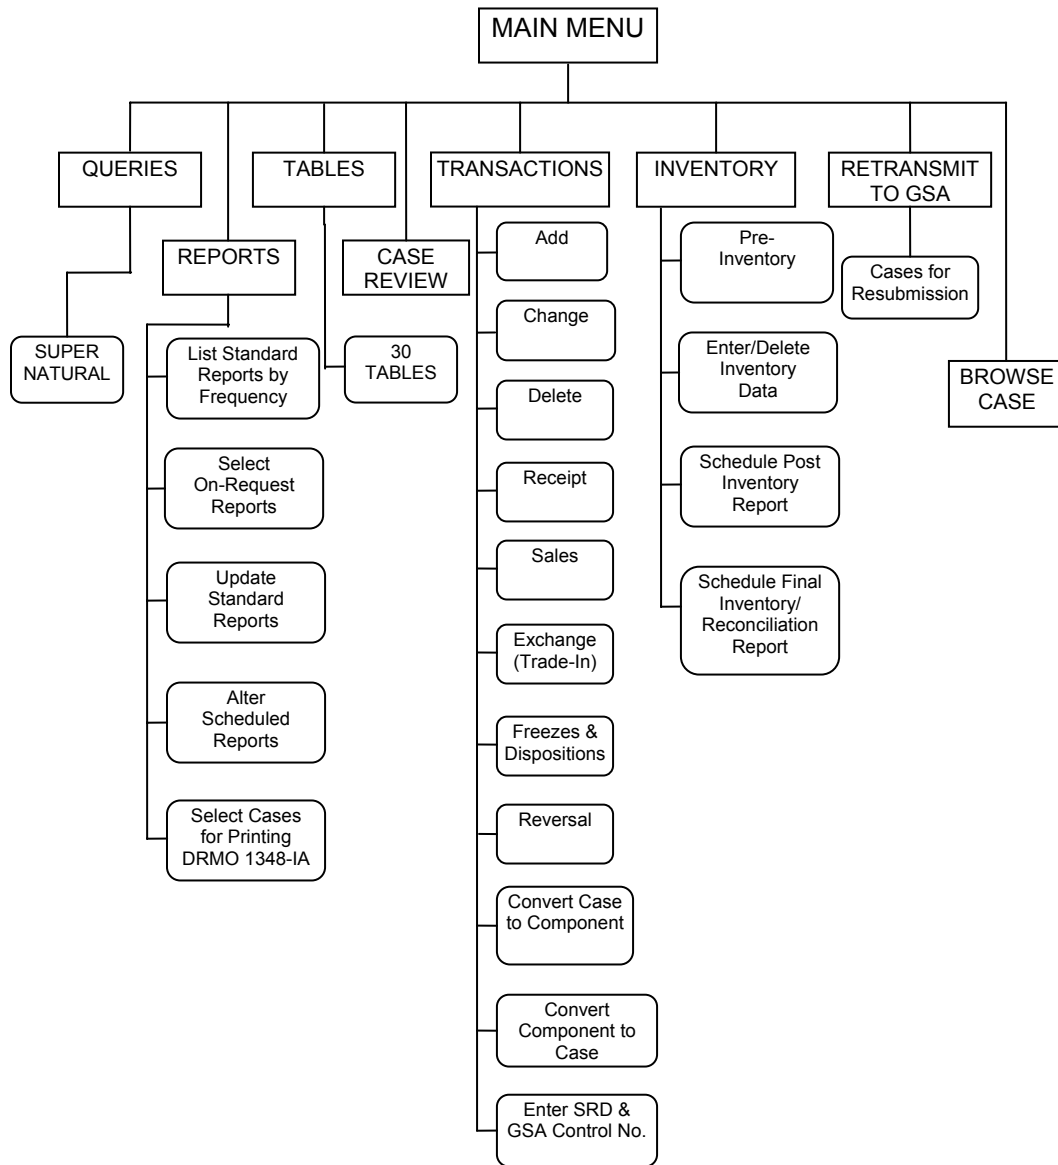 MAIN MENU
QUERIES
TABLES
TRANSACTIONS
INVENTORY
RETRANSMIT
TO GSA
REPORTS
CASE
REVIEW
BROWSE
CASE
SUPER
NATURAL
List Standard
Reports by
Frequency
Select
On-Request
Reports
Update
Standard
Reports
Alter
Scheduled
Reports
Select Cases
for Printing
DRMO 1348-IA
30
TABLES
Add
Change
Delete
Receipt
Sales
Exchange
(Trade-In)
Freezes &
Dispositions
Reversal
Convert Case
to Component
Convert
Component to
Case
Enter SRD &
GSA Control No.
Pre-
Inventory
Enter/Delete
Inventory
Data
Schedule Post
Inventory
Report
Schedule Final
Inventory/
Reconciliation
Report
Cases for
Resubmission